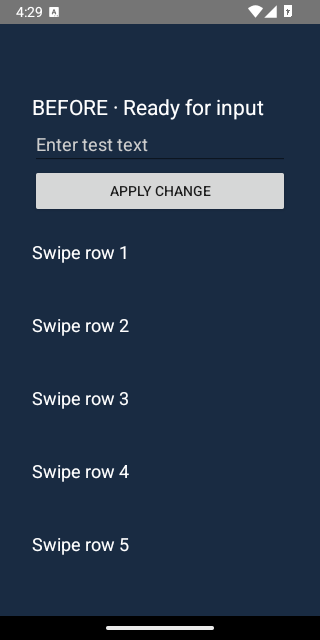 4:29
BEFORE · Ready for input
Enter test text
APPLY CHANGE
Swipe row 1
Swipe row 2
Swipe row 3
Swipe row 4
Swipe row 5